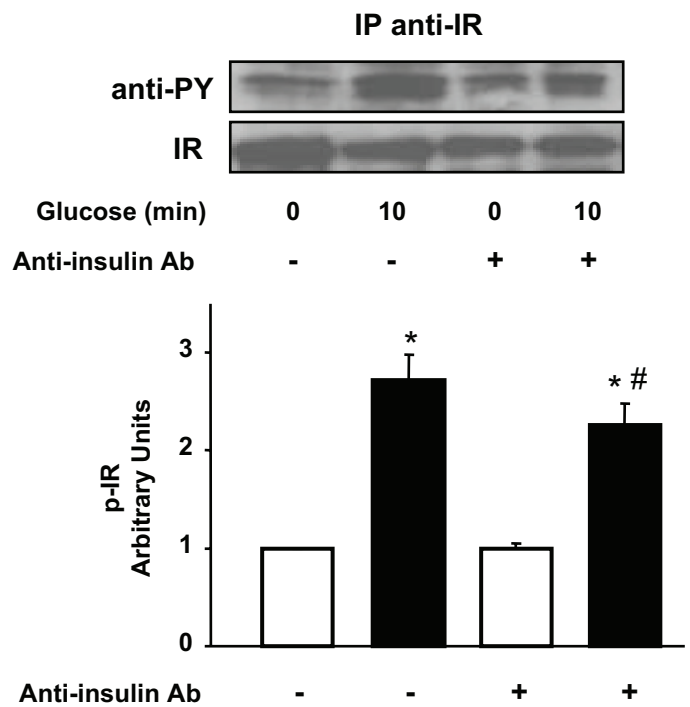 IP anti-IR
anti-PY
IR
Glucose (min) 0 10 0 10
Anti-insulin Ab - - + +
3
2
1
0
p-IR
Arbitrary Units
*
* #
Anti-insulin Ab - - + +